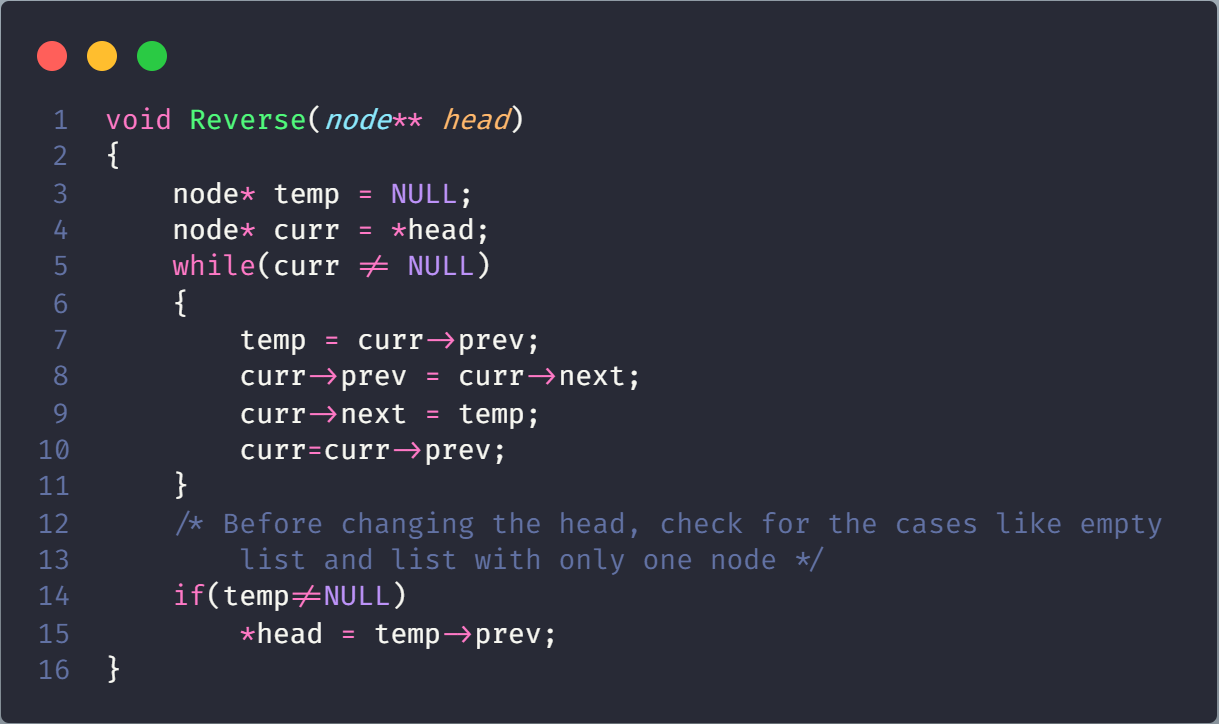 1 void Reverse(node** head)
2 {
3     node* temp = NULL;
4     node* curr = *head;
5     while(curr != NULL)
6     {
7         temp = curr->prev;
8         curr->prev = curr->next;
9         curr->next = temp;
10         curr=curr->prev;
11     }
12     /* Before changing the head, check for the cases like empty
13         list and list with only one node */
14     if(temp!=NULL)
15         *head = temp->prev;
16 }